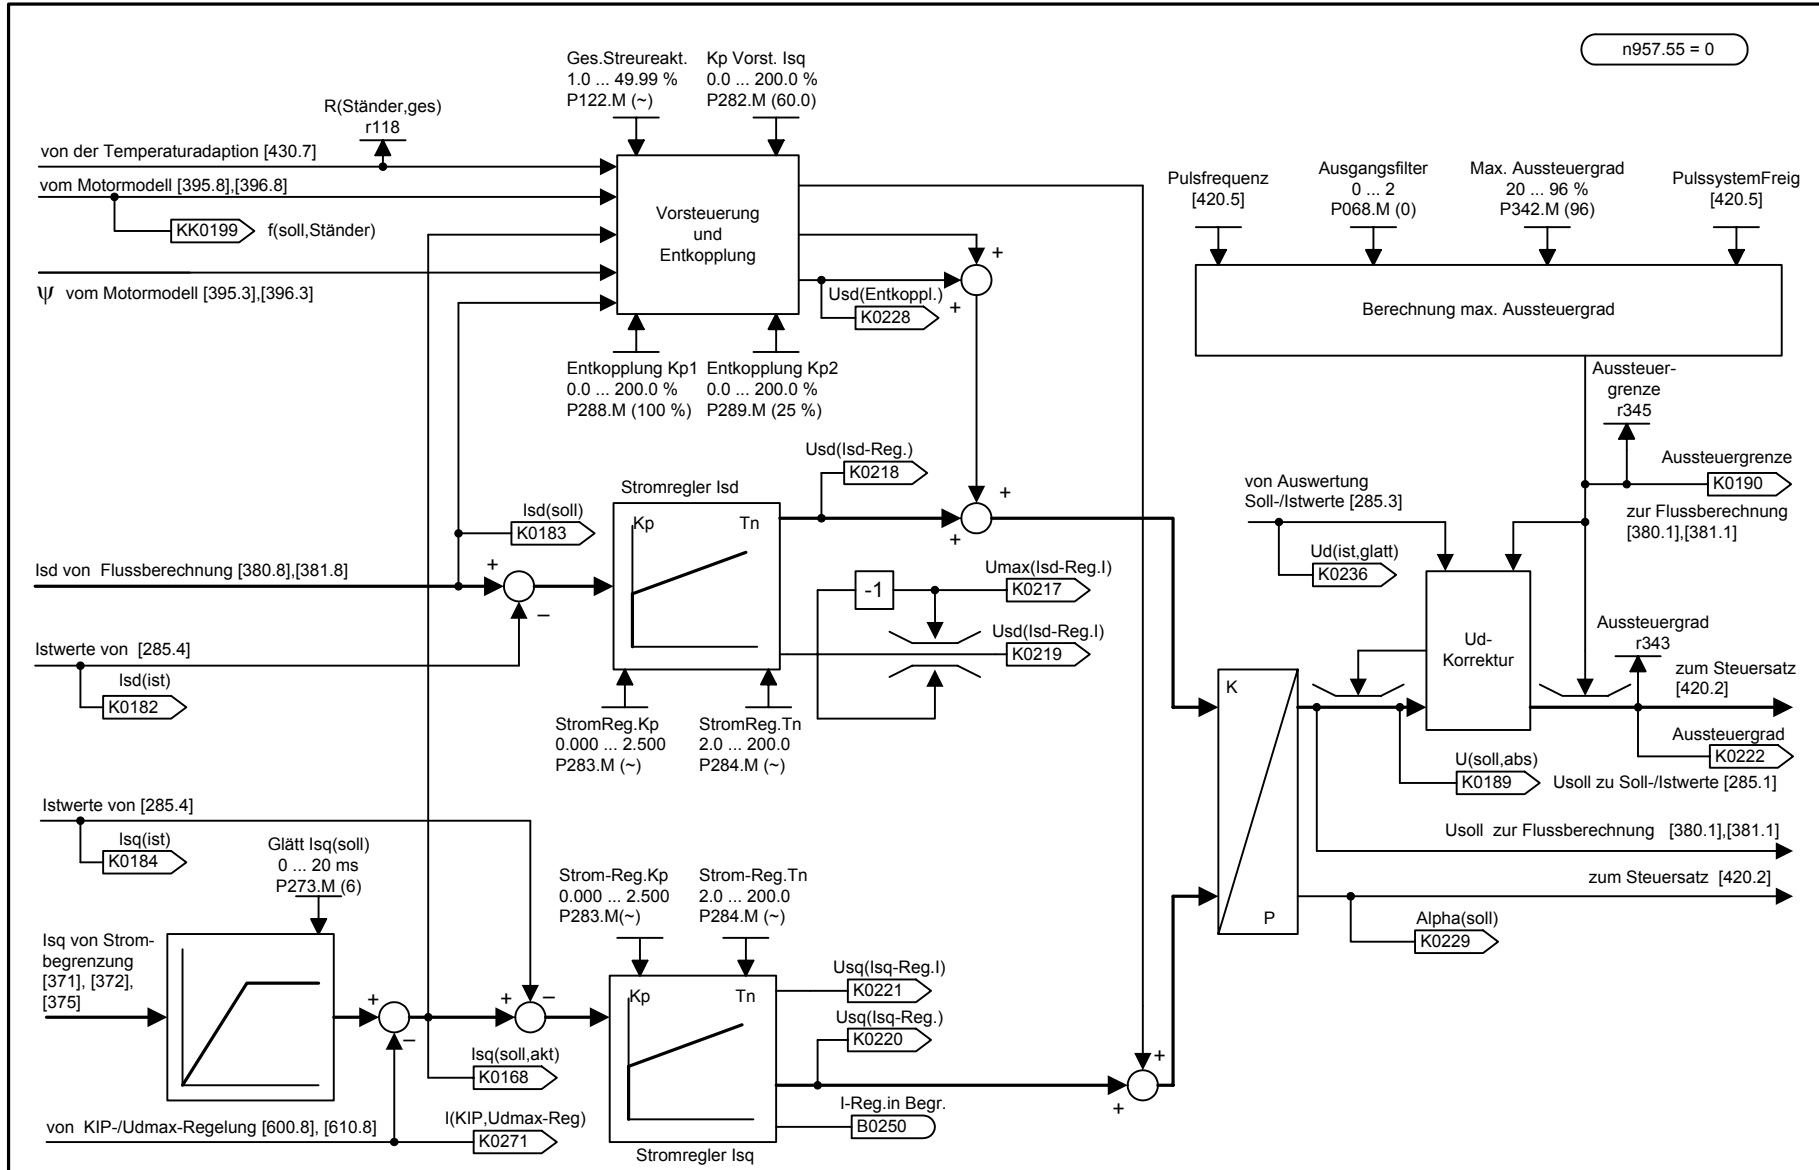 n957.55 = 0
Ges.Streureakt.
1.0 ... 49.99 %
P122.M (~)
Kp Vorst. Isq
0.0 ... 200.0 %
P282.M (60.0)
R(Ständer,ges)
r118
von der Temperaturadaption [430.7]
vom Motormodell [395.8],[396.8]
KK0199
f(soll,Ständer)
Ψ vom Motormodell [395.3],[396.3]
Vorsteuerung
und
Entkopplung
+
+
Usd(Entkoppl.)
K0228
Entkopplung Kp1
0.0 ... 200.0 %
P288.M (100 %)
Entkopplung Kp2
0.0 ... 200.0 %
P289.M (25 %)
Pulsfrequenz
[420.5]
Ausgangsfilter
0 ... 2
P068.M (0)
Max. Aussteuergrad
20 ... 96 %
P342.M (96)
PulssystemFreig
[420.5]
Berechnung max. Aussteuergrad
Aussteuer-
grenze
r345
Aussteuergrenze
K0190
zur Flussberechnung
[380.1],[381.1]
von Auswertung
Soll-/Istwerte [285.3]
Ud(ist,glatt)
K0236
Usd(Isd-Reg.)
K0218
Stromregler Isd
Kp
Tn
+
+
Isd(soll)
K0183
Isd von Flussberechnung [380.8],[381.8]
+
–
Istwerte von [285.4]
Isd(ist)
K0182
-1
Umax(Isd-Reg.I)
K0217
Usd(Isd-Reg.I)
K0219
StromReg.Kp
0.000 ... 2.500
P283.M (~)
StromReg.Tn
2.0 ... 200.0
P284.M (~)
K
P
Ud-
Korrektur
Aussteuergrad
r343
zum Steuersatz
[420.2]
Aussteuergrad
K0222
U(soll,abs)
K0189
Usoll zu Soll-/Istwerte [285.1]
Usoll zur Flussberechnung [380.1],[381.1]
zum Steuersatz [420.2]
Alpha(soll)
K0229
Istwerte von [285.4]
Isq(ist)
K0184
Glätt Isq(soll)
0 ... 20 ms
P273.M (6)
Strom-Reg.Kp
0.000 ... 2.500
P283.M(~)
Strom-Reg.Tn
2.0 ... 200.0
P284.M (~)
Isq von Strom-
begrenzung
[371], [372],
[375]
+
–
+
–
Kp
Tn
Usq(Isq-Reg.I)
K0221
Usq(Isq-Reg.)
K0220
+
+
Isq(soll,akt)
K0168
I-Reg.in Begr.
B0250
von KIP-/Udmax-Regelung [600.8], [610.8]
I(KIP,Udmax-Reg)
K0271
Stromregler Isq